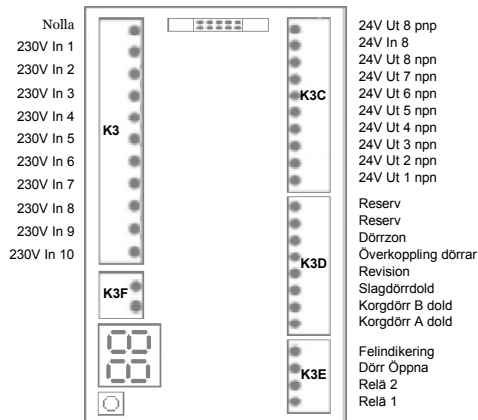 Nolla
230V In 1
230V In 2
230V In 3
230V In 4
230V In 5
230V In 6
230V In 7
230V In 8
230V In 9
230V In 10
K3
K3F
K3C
K3D
K3E
24V Ut 8 pnp
24V In 8
24V Ut 8 npn
24V Ut 7 npn
24V Ut 6 npn
24V Ut 5 npn
24V Ut 4 npn
24V Ut 3 npn
24V Ut 2 npn
24V Ut 1 npn
Reserv
Reserv
Dörrzon
Överkoppling dörrar
Revision
Slagdörrdold
Korgdörr B dold
Korgdörr A dold
Felindikering
Dörr Öppna
Relä 2
Relä 1